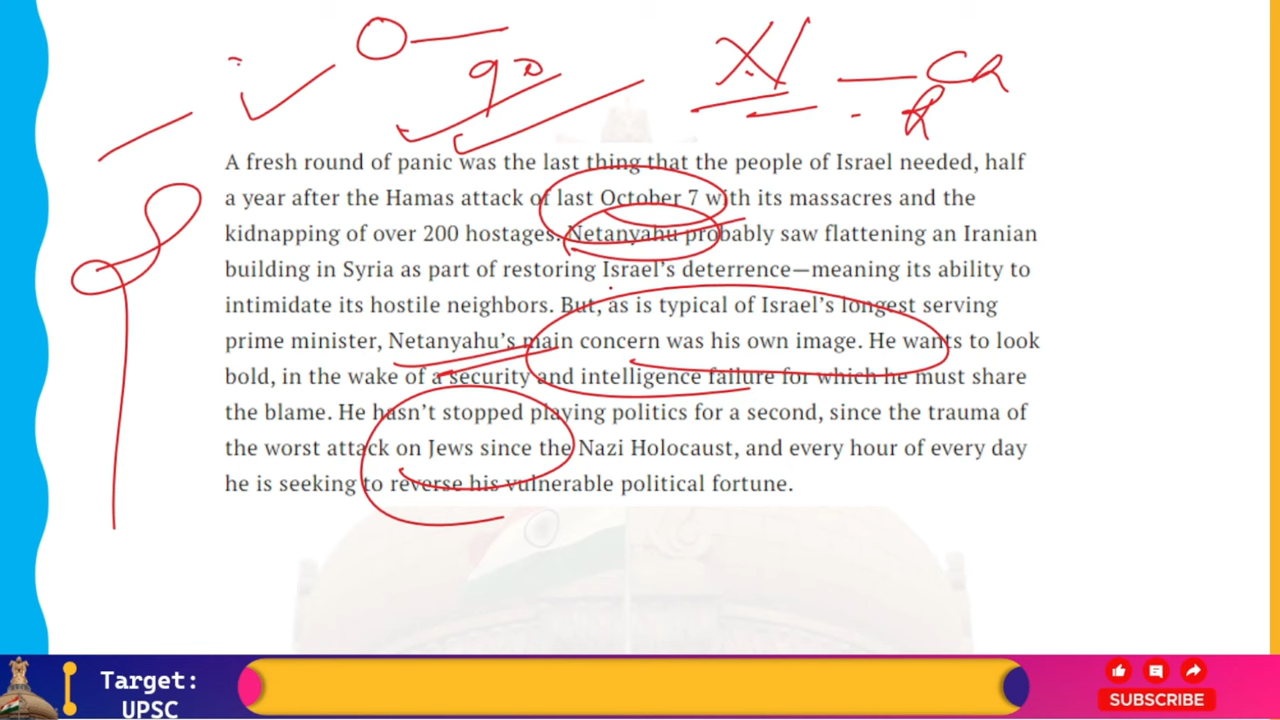 90
XI — CR
R
A fresh round of panic was the last thing that the people of Israel needed, half
a year after the Hamas attack of last October 7 with its massacres and the
kidnapping of over 200 hostages. Netanyahu probably saw flattening an Iranian
building in Syria as part of restoring Israel's deterrence—meaning its ability to
intimidate its hostile neighbors. But, as is typical of Israel's longest serving
prime minister, Netanyahu's main concern was his own image. He wants to look
bold, in the wake of a security and intelligence failure for which he must share
the blame. He hasn't stopped playing politics for a second, since the trauma of
the worst attack on Jews since the Nazi Holocaust, and every hour of every day
he is seeking to reverse his vulnerable political fortune.
Target:
UPSC
SUBSCRIBE